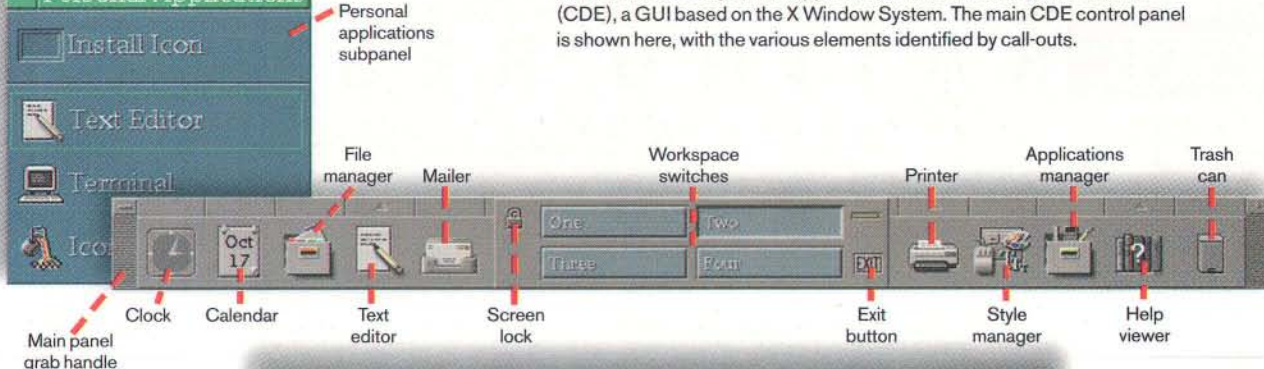 Personal Applications
Install Icon
Text Editor
Terminal
Personal
applications
subpanel
(CDE), a GUI based on the X Window System. The main CDE control panel
is shown here, with the various elements identified by call-outs.
File
manager
Mailer
Workspace
switches
Printer
Applications
manager
Trash
can
Oct
17
One
Two
Three
Four
EXIT
?
Clock
Calendar
Text
editor
Screen
lock
Exit
button
Style
manager
Help
viewer
Main panel
grab handle